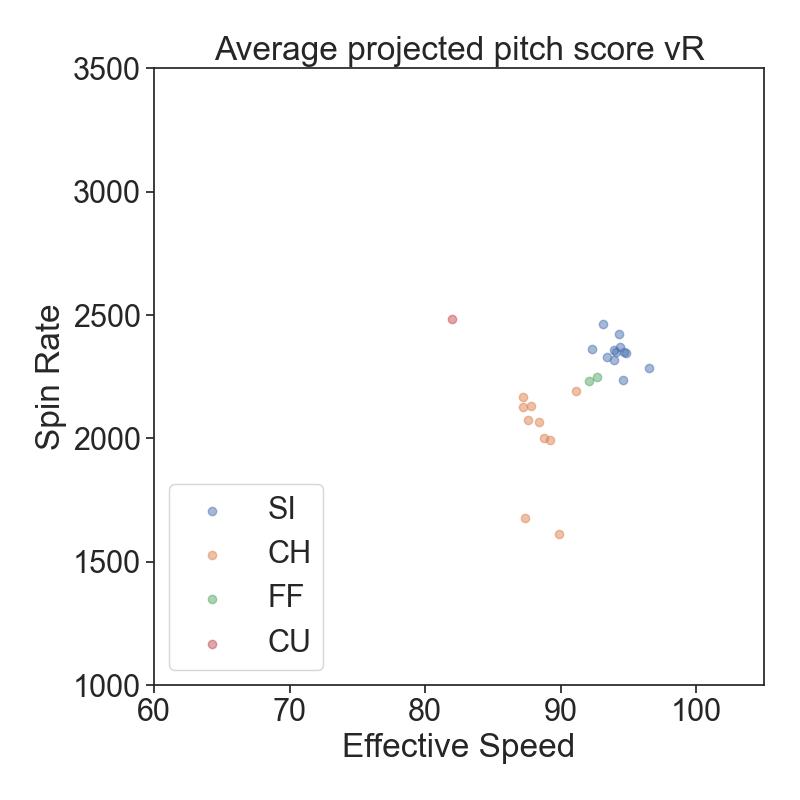 Average projected pitch score vR
3500
3000
2500
2000
1500
1000
Spin Rate
SI
CH
FF
CU
60 70 80 90 100
Effective Speed